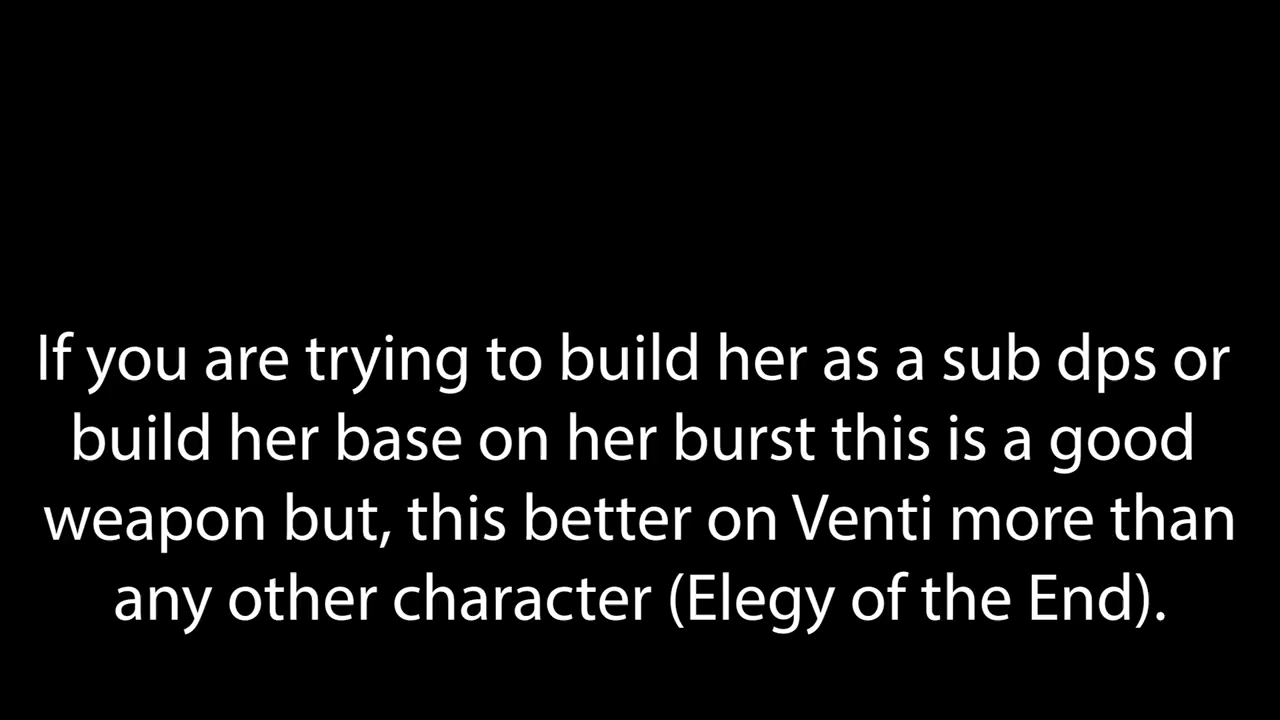 If you are trying to build her as a sub dps or
build her base on her burst this is a good
weapon but, this better on Venti more than
any other character (Elegy of the End).